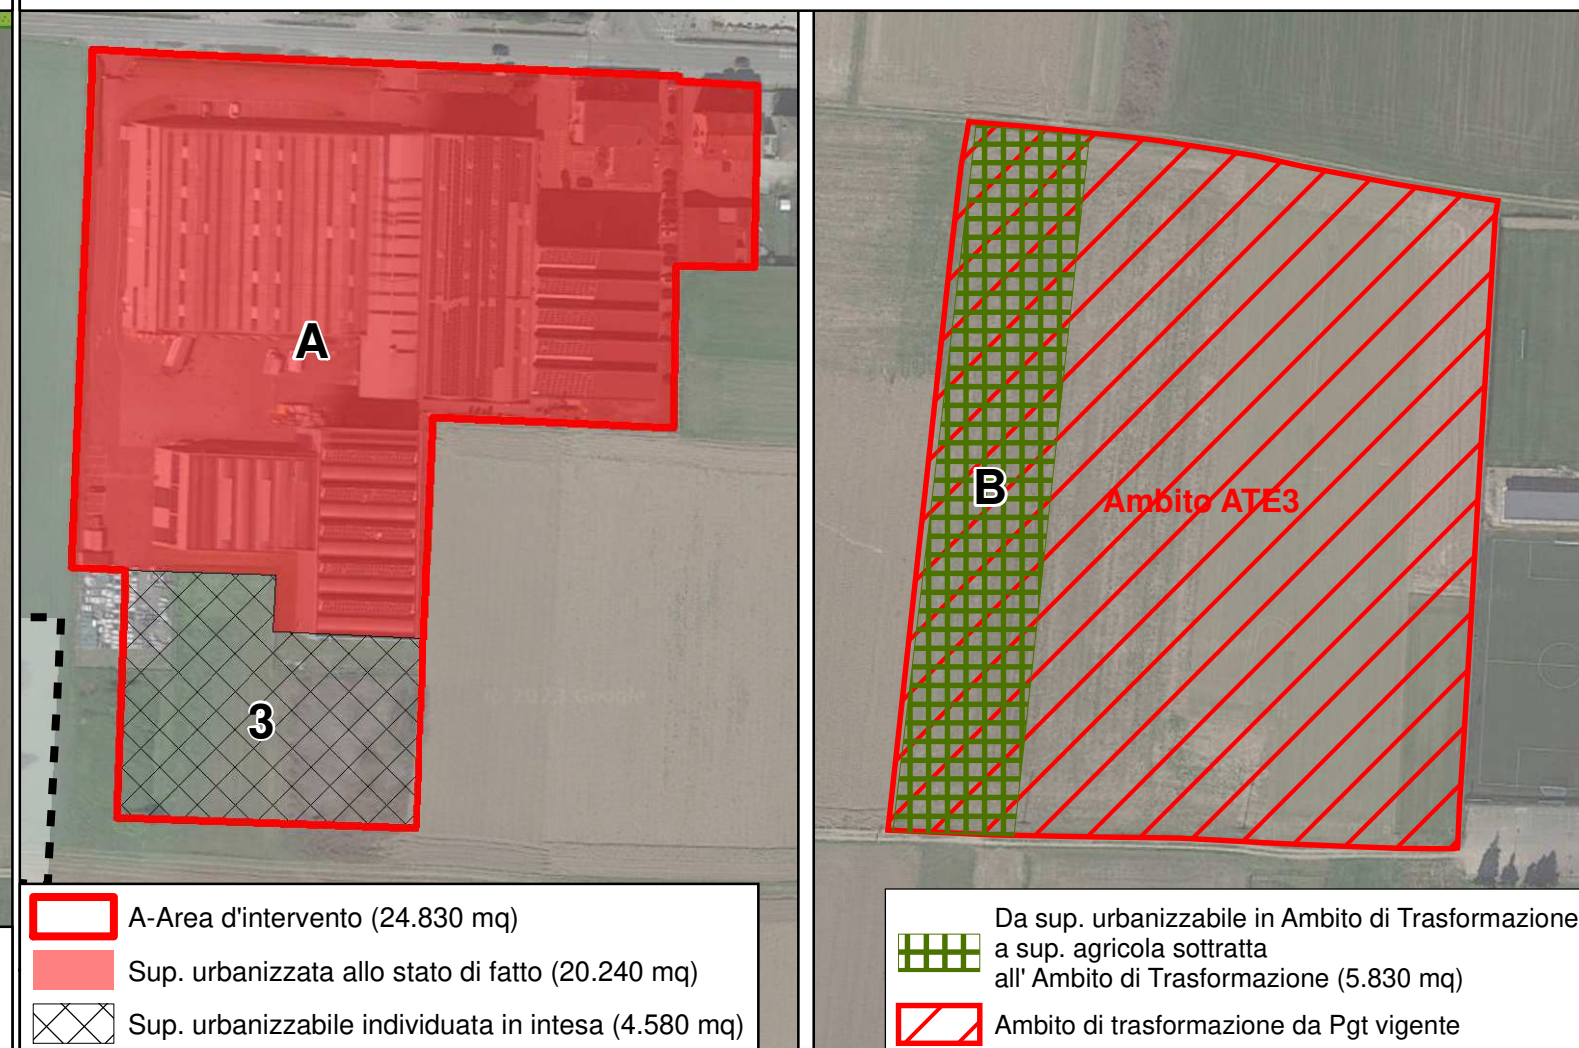 A
3
© 2023 Google
A-Area d'intervento (24.830 mq)
Sup. urbanizzata allo stato di fatto (20.240 mq)
Sup. urbanizzabile individuata in intesa (4.580 mq)
B
Ambito ATE3
Da sup. urbanizzabile in Ambito di Trasformazione
a sup. agricola sottratta
all' Ambito di Trasformazione (5.830 mq)
Ambito di trasformazione da Pgt vigente